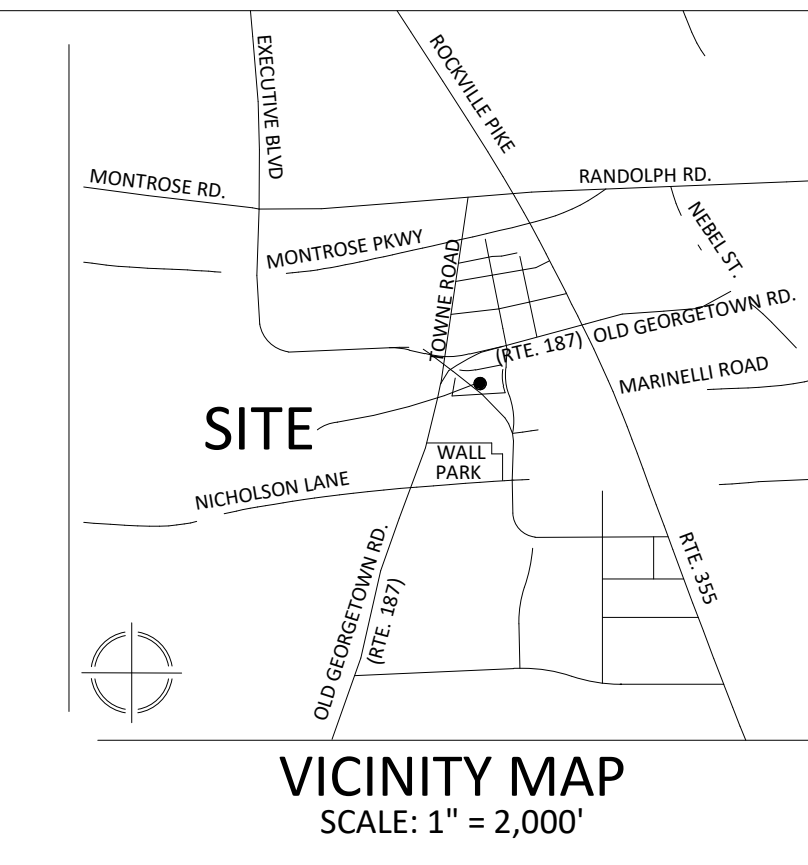 EXECUTIVE BLVD
ROCKVILLE PIKE
MONTROSE RD.
RANDOLPH RD.
NEBEL ST.
MONTROSE PKWY
TOWNE ROAD
(RTE. 187)
OLD GEORGETOWN RD.
MARINELLI ROAD
SITE
WALL
PARK
NICHOLSON LANE
OLD GEORGETOWN RD.
(RTE. 187)
RTE. 355
VICINITY MAP
SCALE: 1" = 2,000'